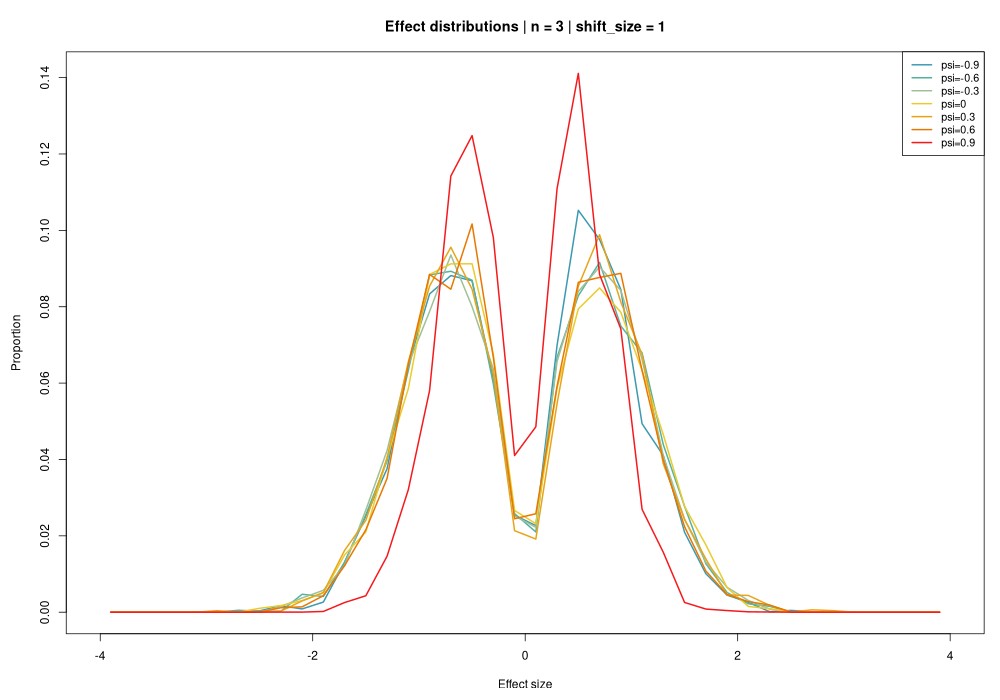 Effect distributions | n = 3 | shift_size = 1
psi=-0.9
psi=-0.6
psi=-0.3
psi=0
psi=0.3
psi=0.6
psi=0.9
Proportion
0.14
0.12
0.10
0.08
0.06
0.04
0.02
0.00
-4 -2 0 2 4
Effect size